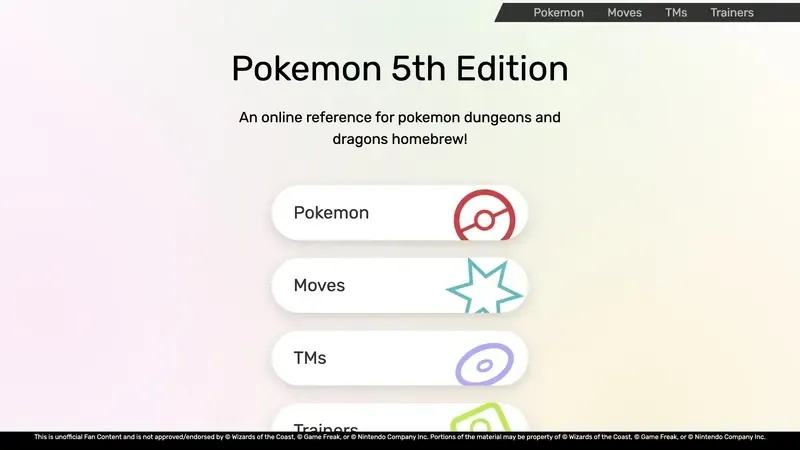 Pokemon Moves TMs Trainers
Pokemon 5th Edition
An online reference for pokemon dungeons and
dragons homebrew!
Pokemon
Moves
TMs
Trainers
This is unofficial Fan Content and is not approved/endorsed by © Wizards of the Coast, © Game Freak, or © Nintendo Company Inc. Portions of the material may be property of © Wizards of the Coast, © Game Freak, or © Nintendo Company Inc.